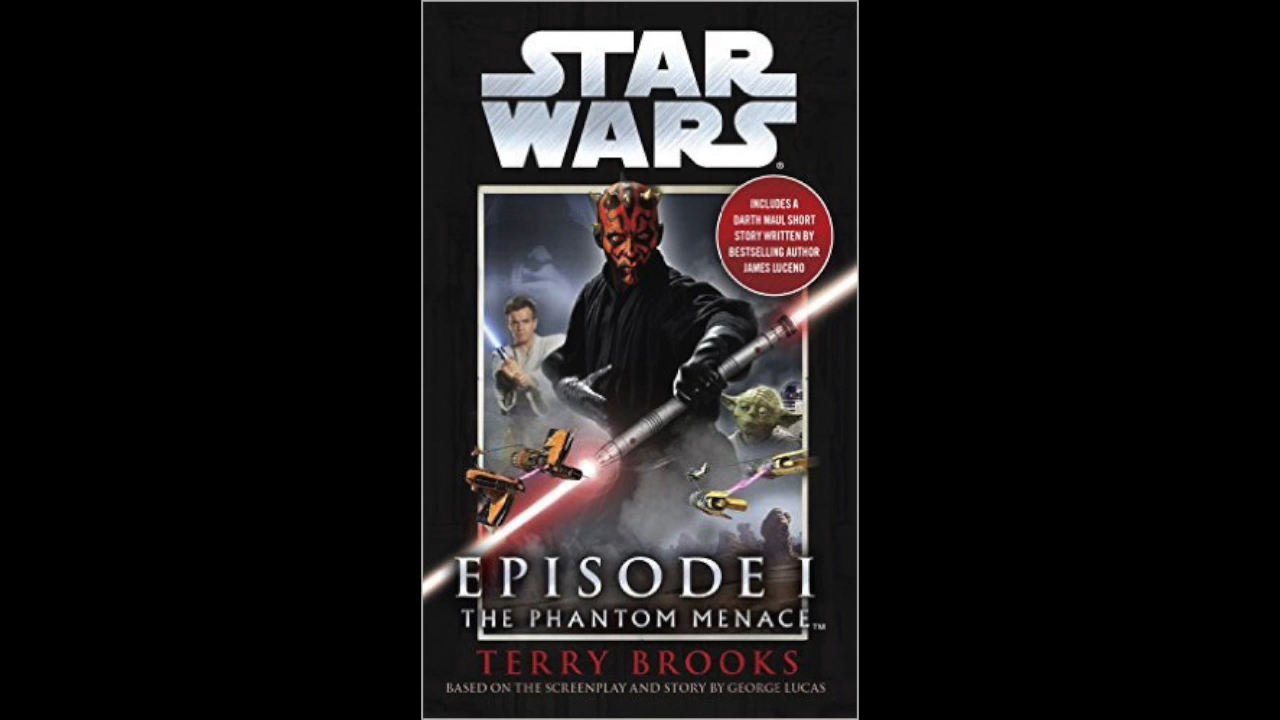 STAR
WARS®
INCLUDES A
DARTH MAUL SHORT
STORY WRITTEN BY
BESTSELLING AUTHOR
JAMES LUCENO
EPISODE I
THE PHANTOM MENACE™
TERRY BROOKS
BASED ON THE SCREENPLAY AND STORY BY GEORGE LUCAS